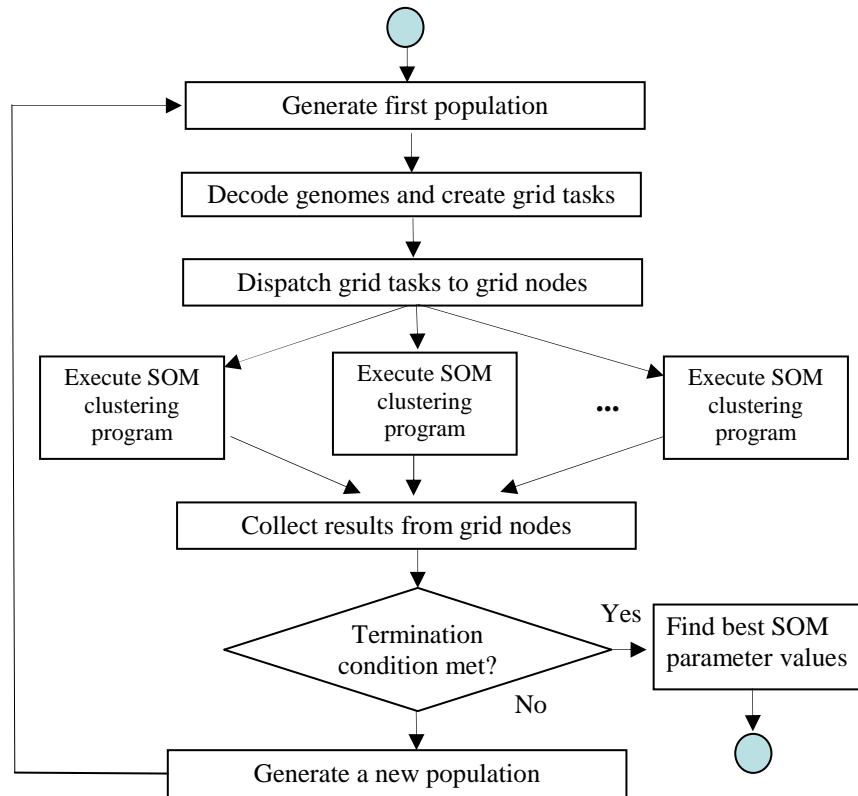 Generate first population
Decode genomes and create grid tasks
Dispatch grid tasks to grid nodes
Execute SOM
clustering
program
Execute SOM
clustering
program
...
Execute SOM
clustering
program
Collect results from grid nodes
Termination
condition met?
Yes
Find best SOM
parameter values
No
Generate a new population